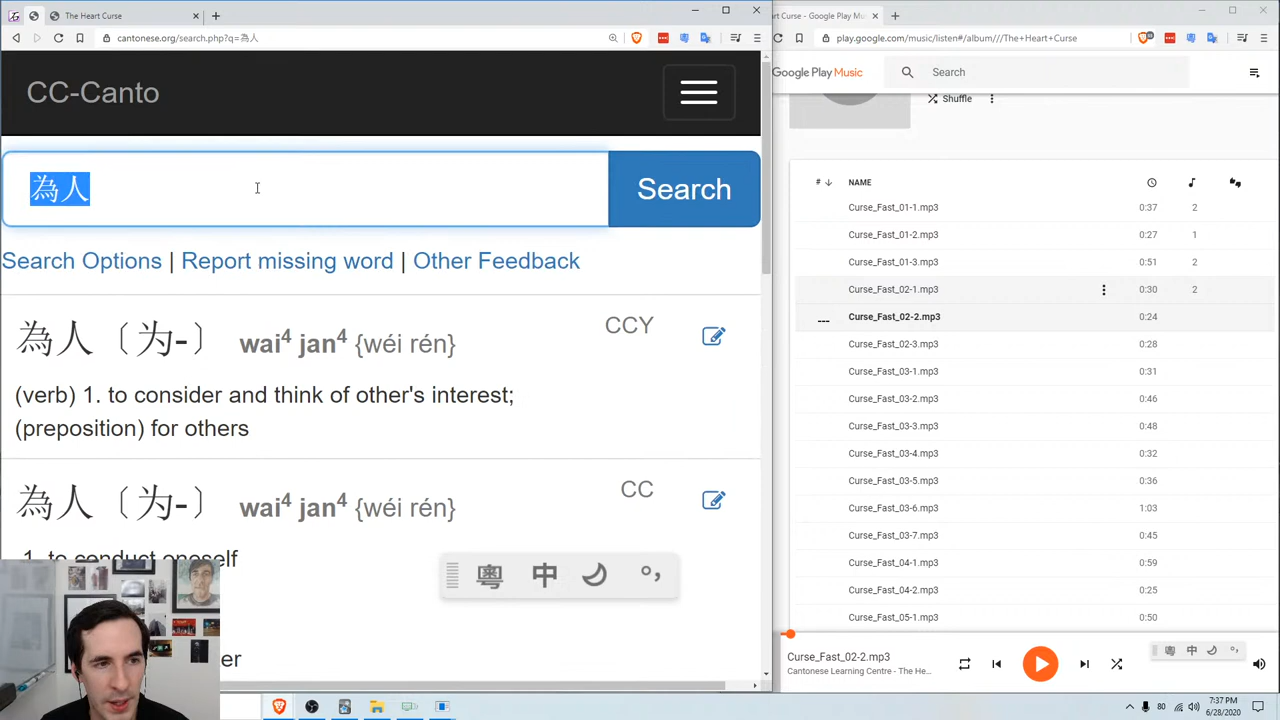 The Heart Curse
cantonese.org/search.php?q=為人
CC-Canto
為人
Search
Search Options | Report missing word | Other Feedback
為人〔为-〕 wai4 jan4 {wéi rén}
CCY
(verb) 1. to consider and think of other's interest;
(preposition) for others
為人〔为-〕 wai4 jan4 {wéi rén}
CC
1. to conduct oneself
er
粵 中
rt Curse - Google Play Music
play.google.com/music/listen#/album///The+Heart+Curse
Google Play Music
Search
Shuffle
# NAME
Curse_Fast_01-1.mp3 0:37 2
Curse_Fast_01-2.mp3 0:27 1
Curse_Fast_01-3.mp3 0:51 2
Curse_Fast_02-1.mp3 0:30 2
Curse_Fast_02-2.mp3 0:24
Curse_Fast_02-3.mp3 0:28
Curse_Fast_03-1.mp3 0:31
Curse_Fast_03-2.mp3 0:46
Curse_Fast_03-3.mp3 0:48
Curse_Fast_03-4.mp3 0:32
Curse_Fast_03-5.mp3 0:36
Curse_Fast_03-6.mp3 1:03
Curse_Fast_03-7.mp3 0:45
Curse_Fast_04-1.mp3 0:59
Curse_Fast_04-2.mp3 0:25
Curse_Fast_05-1.mp3 0:50
Curse_Fast_02-2.mp3
Cantonese Learning Centre - The He...
粵 中
80
7:37 PM
6/28/2020